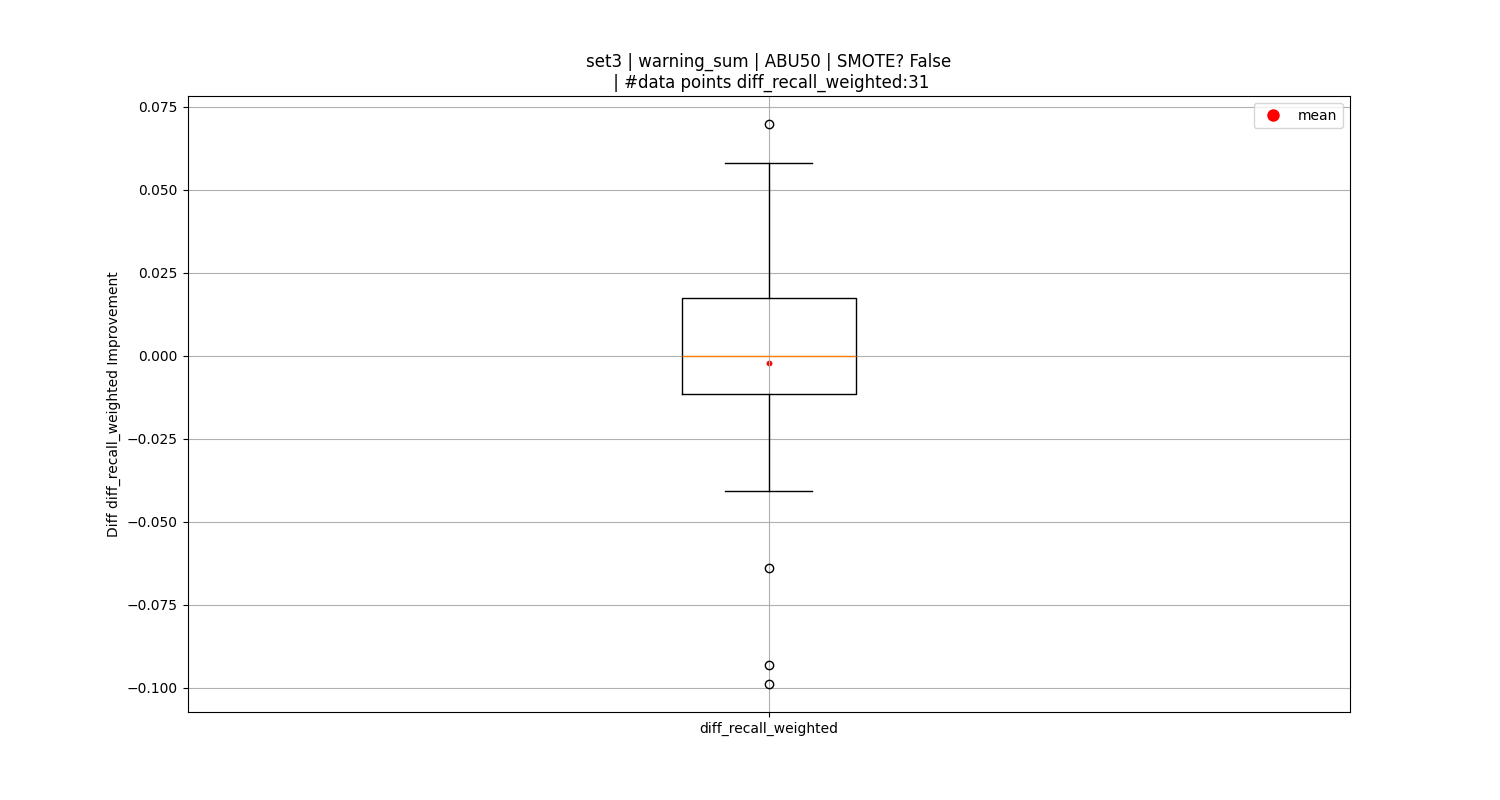 set3 | warning_sum | ABU50 | SMOTE? False
| #data points diff_recall_weighted:31
mean
0.075
0.050
0.025
0.000
−0.025
−0.050
−0.075
−0.100
Diff diff_recall_weighted Improvement
diff_recall_weighted